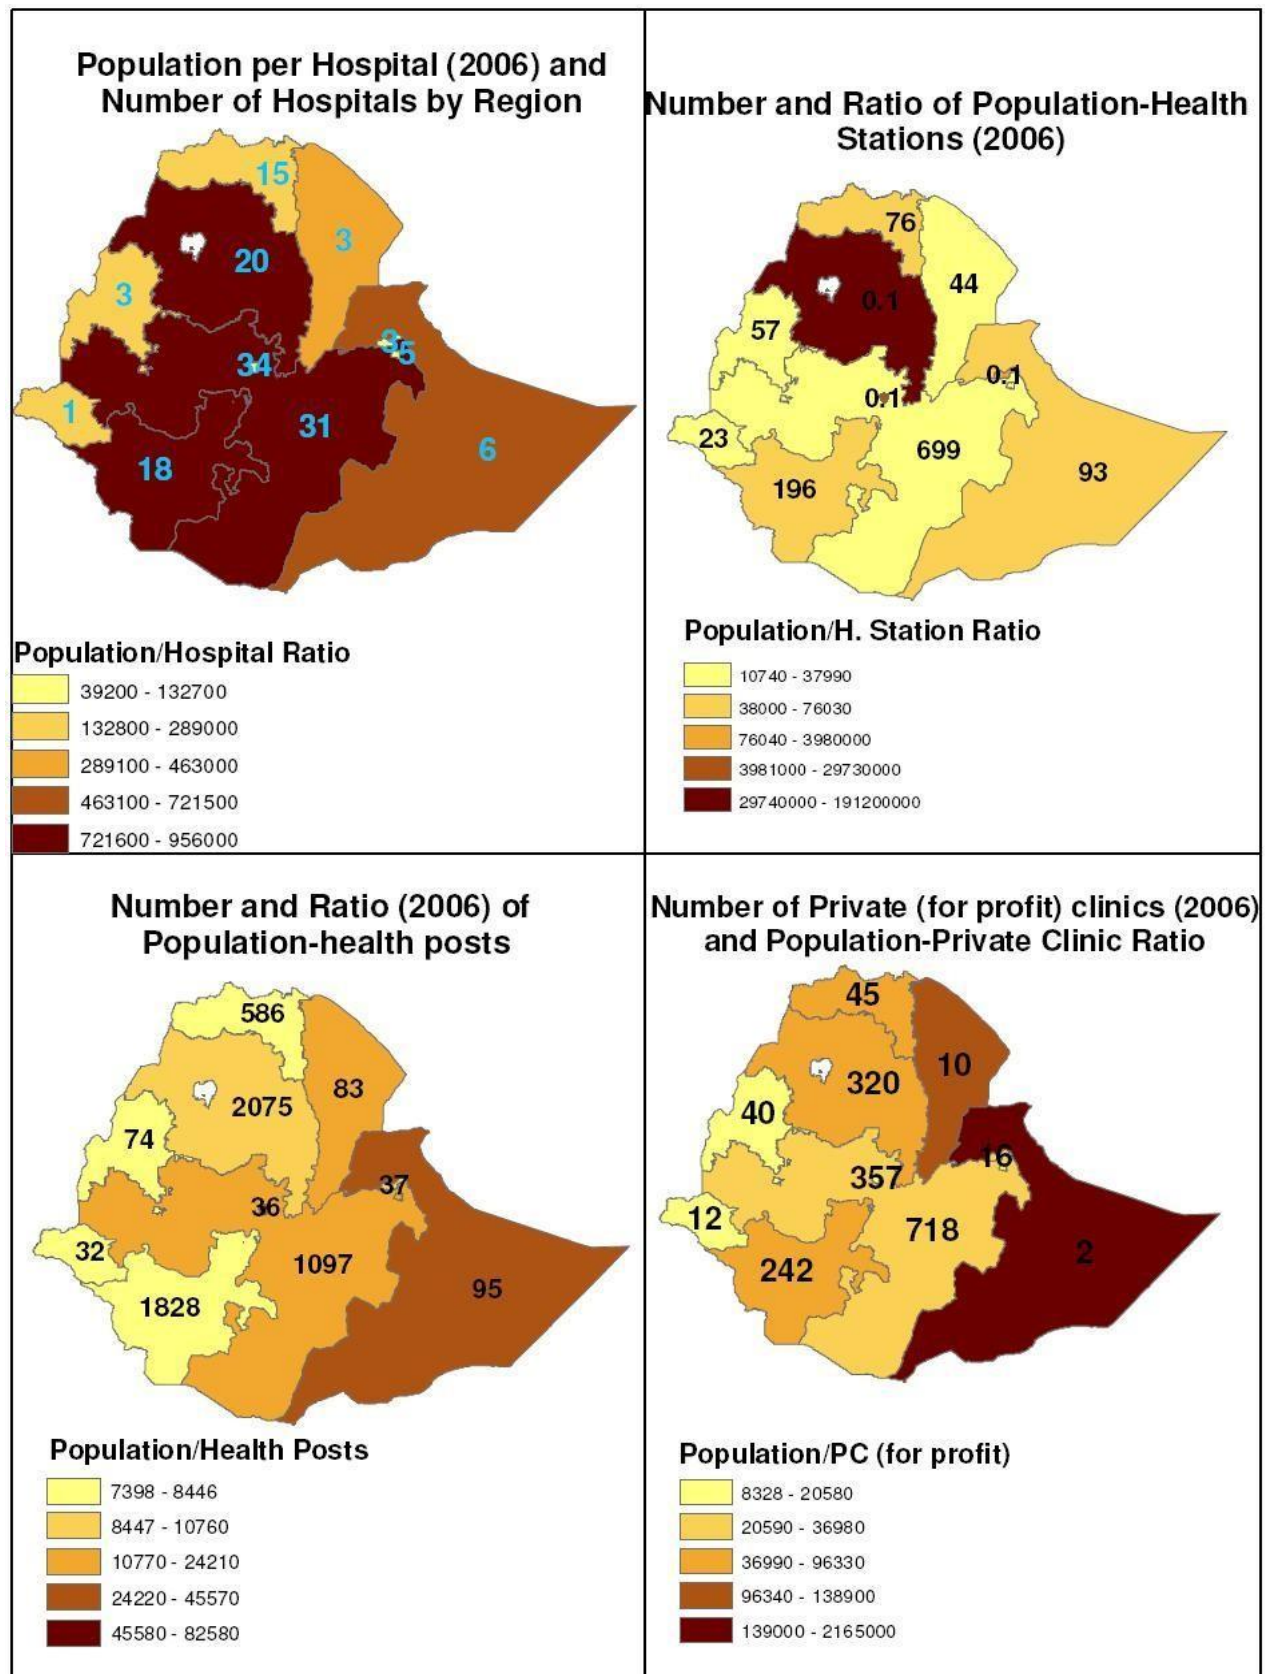 Population per Hospital (2006) and
Number of Hospitals by Region
15
3
20
3
3
5
34
1
31
6
18
Population/Hospital Ratio
39200 - 132700
132800 - 289000
289100 - 463000
463100 - 721500
721600 - 956000
Number and Ratio of Population-Health
Stations (2006)
76
44
0.1
57
0.1
0.1
23
699
93
196
Population/H. Station Ratio
10740 - 37990
38000 - 76030
76040 - 3980000
3981000 - 29730000
29740000 - 191200000
Number and Ratio (2006) of
Population-health posts
586
83
2075
74
37
36
32
1097
95
1828
Population/Health Posts
7398 - 8446
8447 - 10760
10770 - 24210
24220 - 45570
45580 - 82580
Number of Private (for profit) clinics (2006)
and Population-Private Clinic Ratio
45
10
320
40
16
357
12
718
2
242
Population/PC (for profit)
8328 - 20580
20590 - 36980
36990 - 96330
96340 - 138900
139000 - 2165000